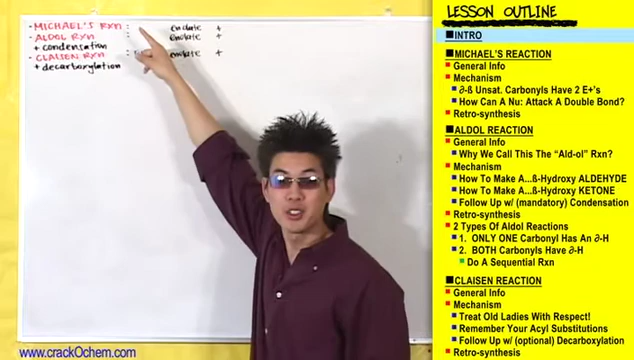 - MICHAEL'S RXN : enolate +
- ALDOL RXN : enolate +
+ condensation
- CLAISEN RXN : enolate +
+ decarboxylation
www.crackOchem.com
LESSON OUTLINE
INTRO
MICHAEL'S REACTION
General Info
Mechanism
∂-ß Unsat. Carbonyls Have 2 E+'s
How Can A Nu: Attack A Double Bond?
Retro-synthesis
ALDOL REACTION
General Info
Why We Call This The "Ald-ol" Rxn?
Mechanism
How To Make A...ß-Hydroxy ALDEHYDE
How To Make A...ß-Hydroxy KETONE
Follow Up w/ (mandatory) Condensation
Retro-synthesis
2 Types Of Aldol Reactions
1. ONLY ONE Carbonyl Has An ∂-H
2. BOTH Carbonyls Have ∂-H
Do A Sequential Rxn
CLAISEN REACTION
General Info
Mechanism
Treat Old Ladies With Respect!
Remember Your Acyl Substitutions
Follow Up w/ (optional) Decarboxylation
Retro-synthesis